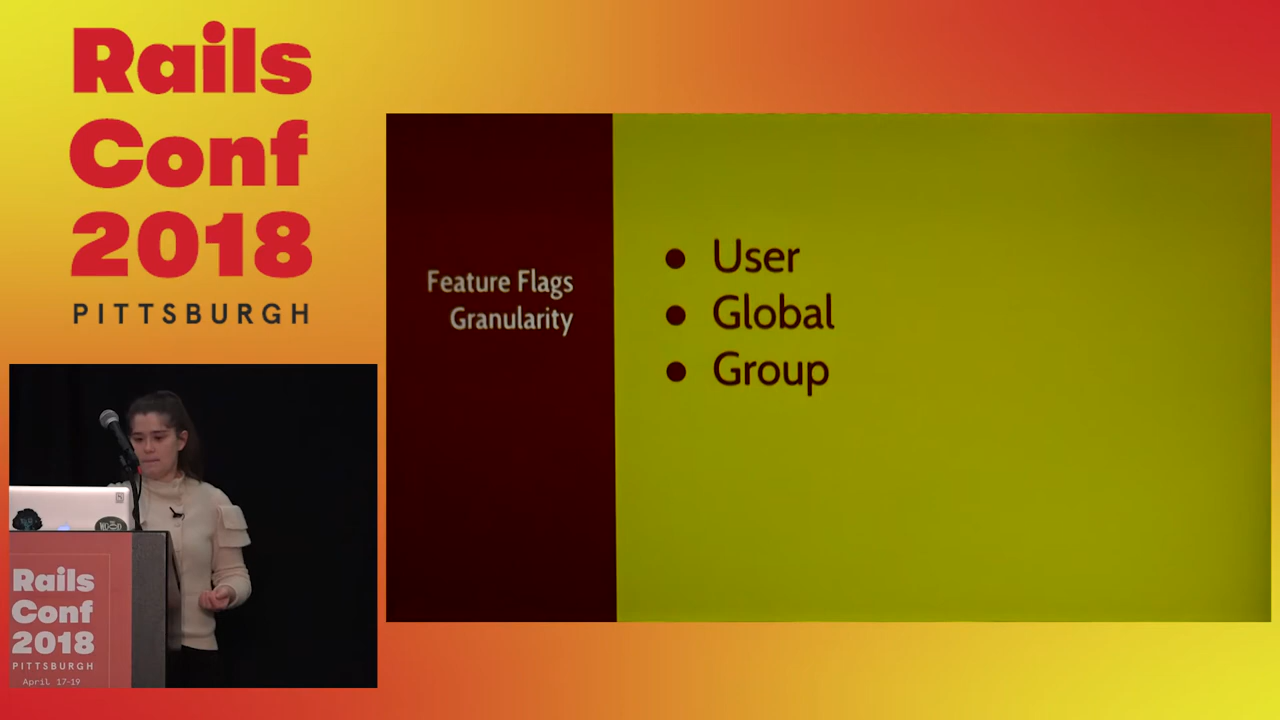 Rails
Conf
2018
PITTSBURGH
Feature Flags
Granularity
● User
● Global
● Group
Rails
Conf
2018
PITTSBURGH
April 17-19